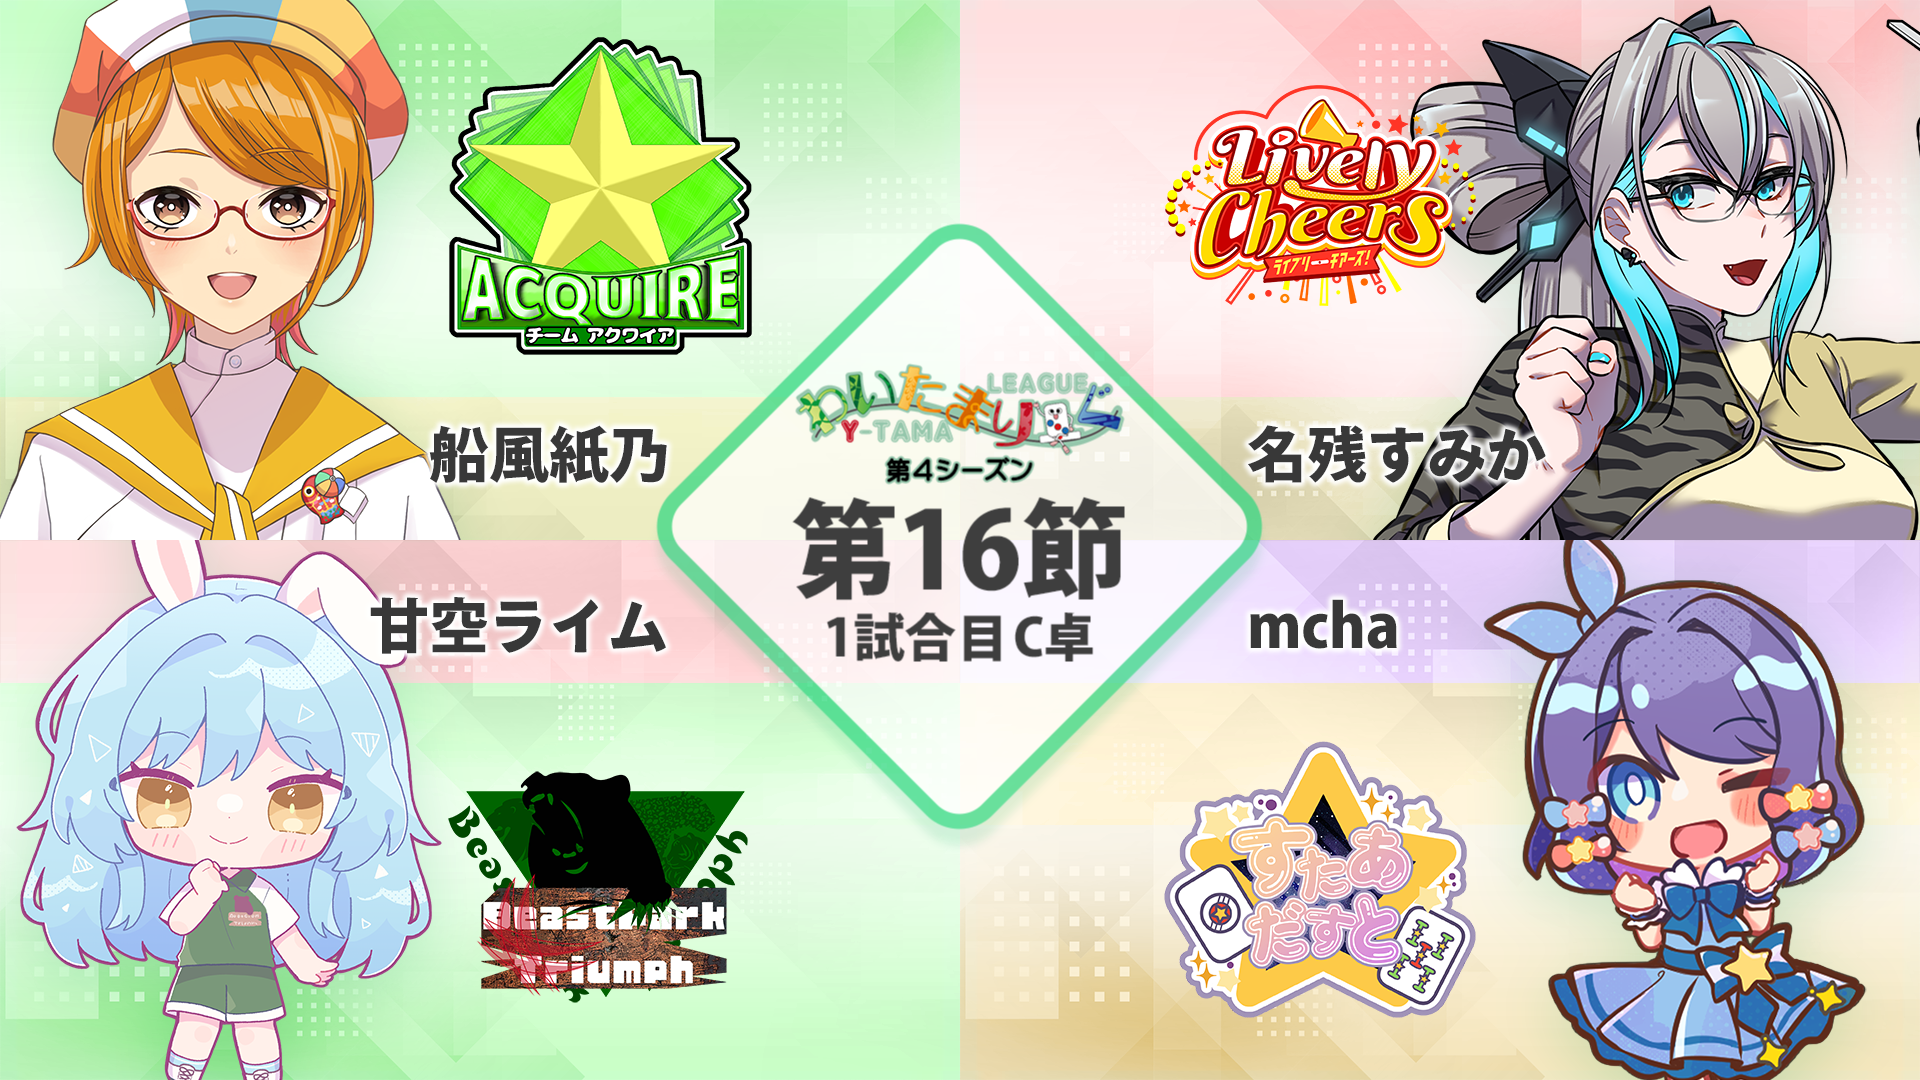 ACQUIRE
チーム アクワイア
船風紙乃
Lively
Cheers
ライブリーチアーズ!
名残すみか
わいたまりーぐ
LEAGUE
Y-TAMA
第4シーズン
第16節
1試合目C卓
甘空ライム
Beastmark
Triumph
mcha
すたあ
だすと